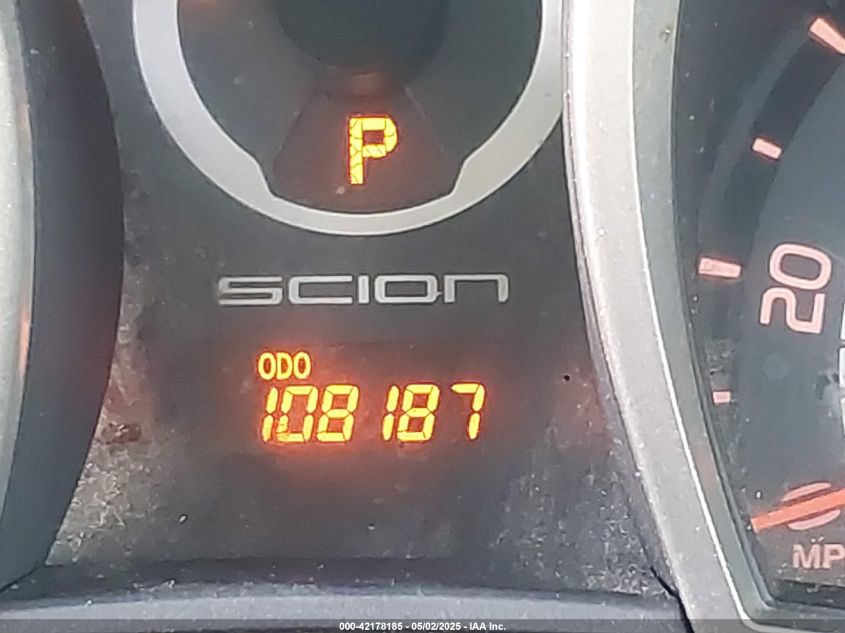 P
SCION
ODO
108187
20
MP
000-42178185 - 05/02/2025 - IAA Inc.